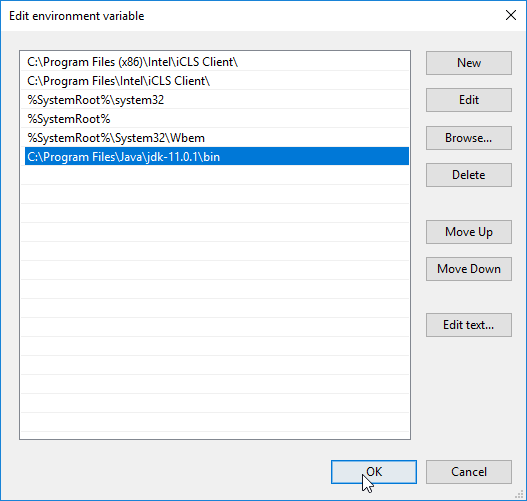 Edit environment variable
C:\Program Files (x86)\Intel\iCLS Client\
C:\Program Files\Intel\iCLS Client\
%SystemRoot%\system32
%SystemRoot%
%SystemRoot%\System32\Wbem
C:\Program Files\Java\jdk-11.0.1\bin
New
Edit
Browse...
Delete
Move Up
Move Down
Edit text...
OK
Cancel